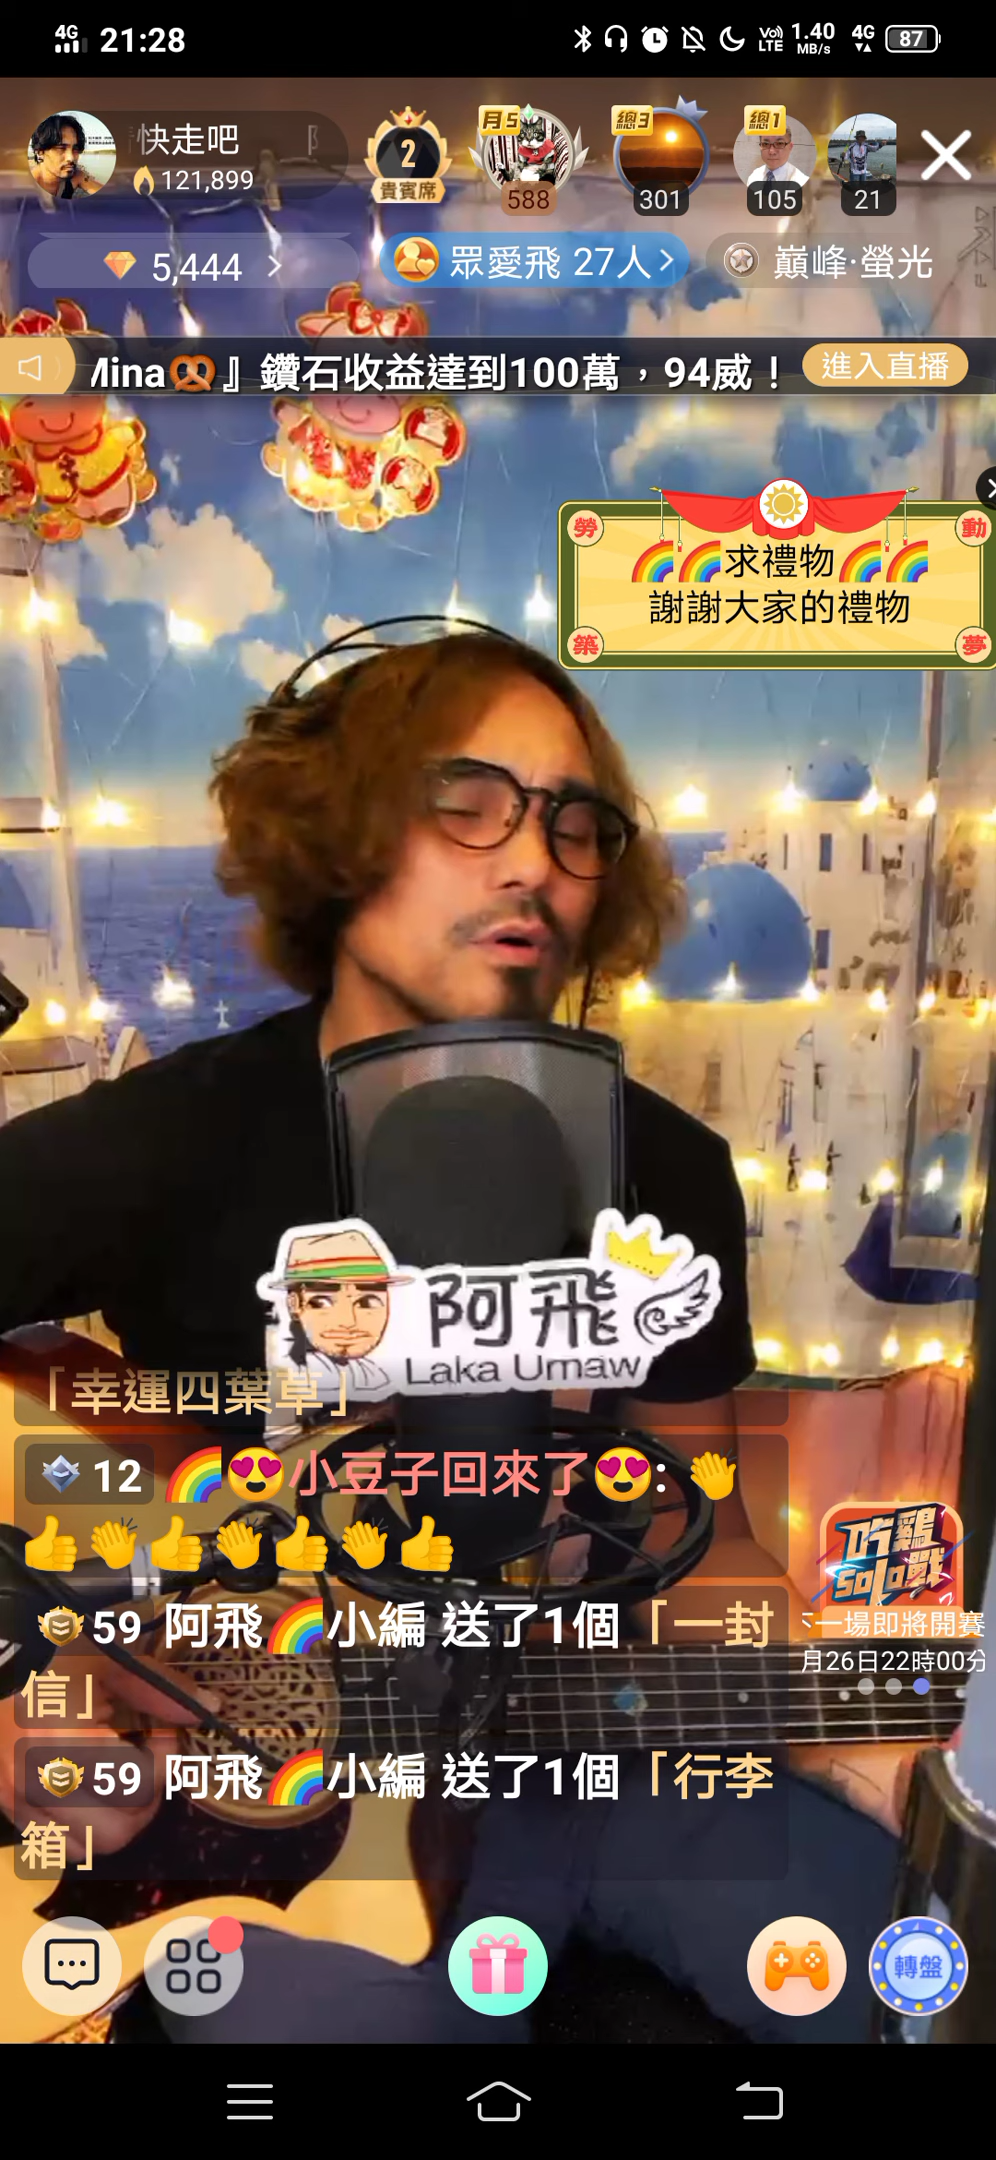 4G 21:28 Vo) LTE 1.40 MB/s 4G 87
快走吧
121,899
2
貴賓席
月5
588
總3
301
總1
105
21
5,444
眾愛飛 27人
巔峰·螢光
Mina🥨』鑽石收益達到100萬，94威！
進入直播
勞 動
🌈🌈求禮物🌈🌈
謝謝大家的禮物
築 夢
阿飛
Laka Umaw
「幸運四葉草」
12 🌈😍小豆子回來了😍: 👏
👍👏👍👏👍👏👍
59 阿飛🌈小編 送了1個「一封
信」
59 阿飛🌈小編 送了1個「行李
箱」
吃雞
solo戰
一場即將開賽
月26日22時00分
轉盤